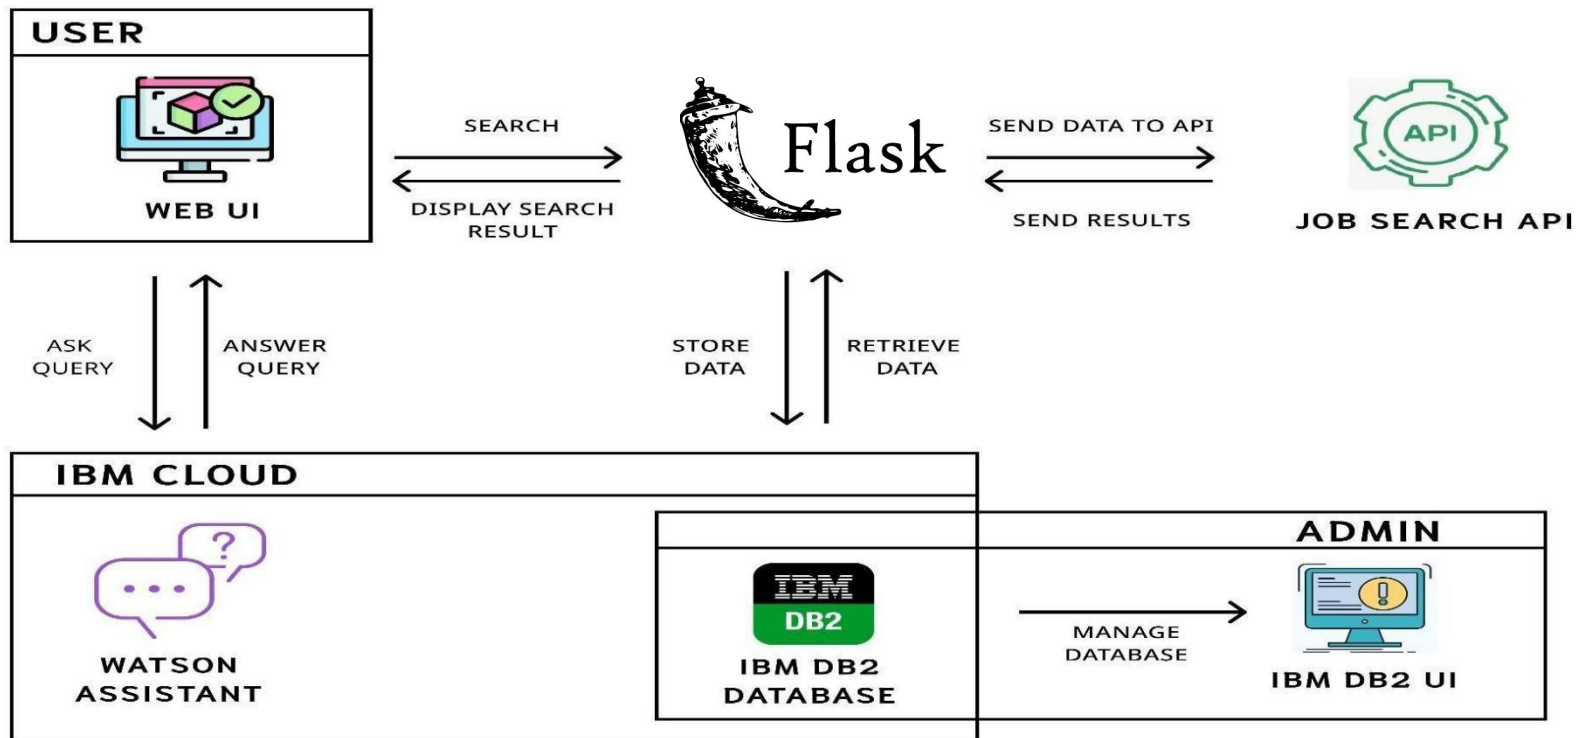 USER
WEB UI
SEARCH
DISPLAY SEARCH
RESULT
Flask
SEND DATA TO API
SEND RESULTS
API
JOB SEARCH API
ASK
QUERY
ANSWER
QUERY
STORE
DATA
RETRIEVE
DATA
IBM CLOUD
?
WATSON
ASSISTANT
IBM
DB2
IBM DB2
DATABASE
MANAGE
DATABASE
ADMIN
!
IBM DB2 UI